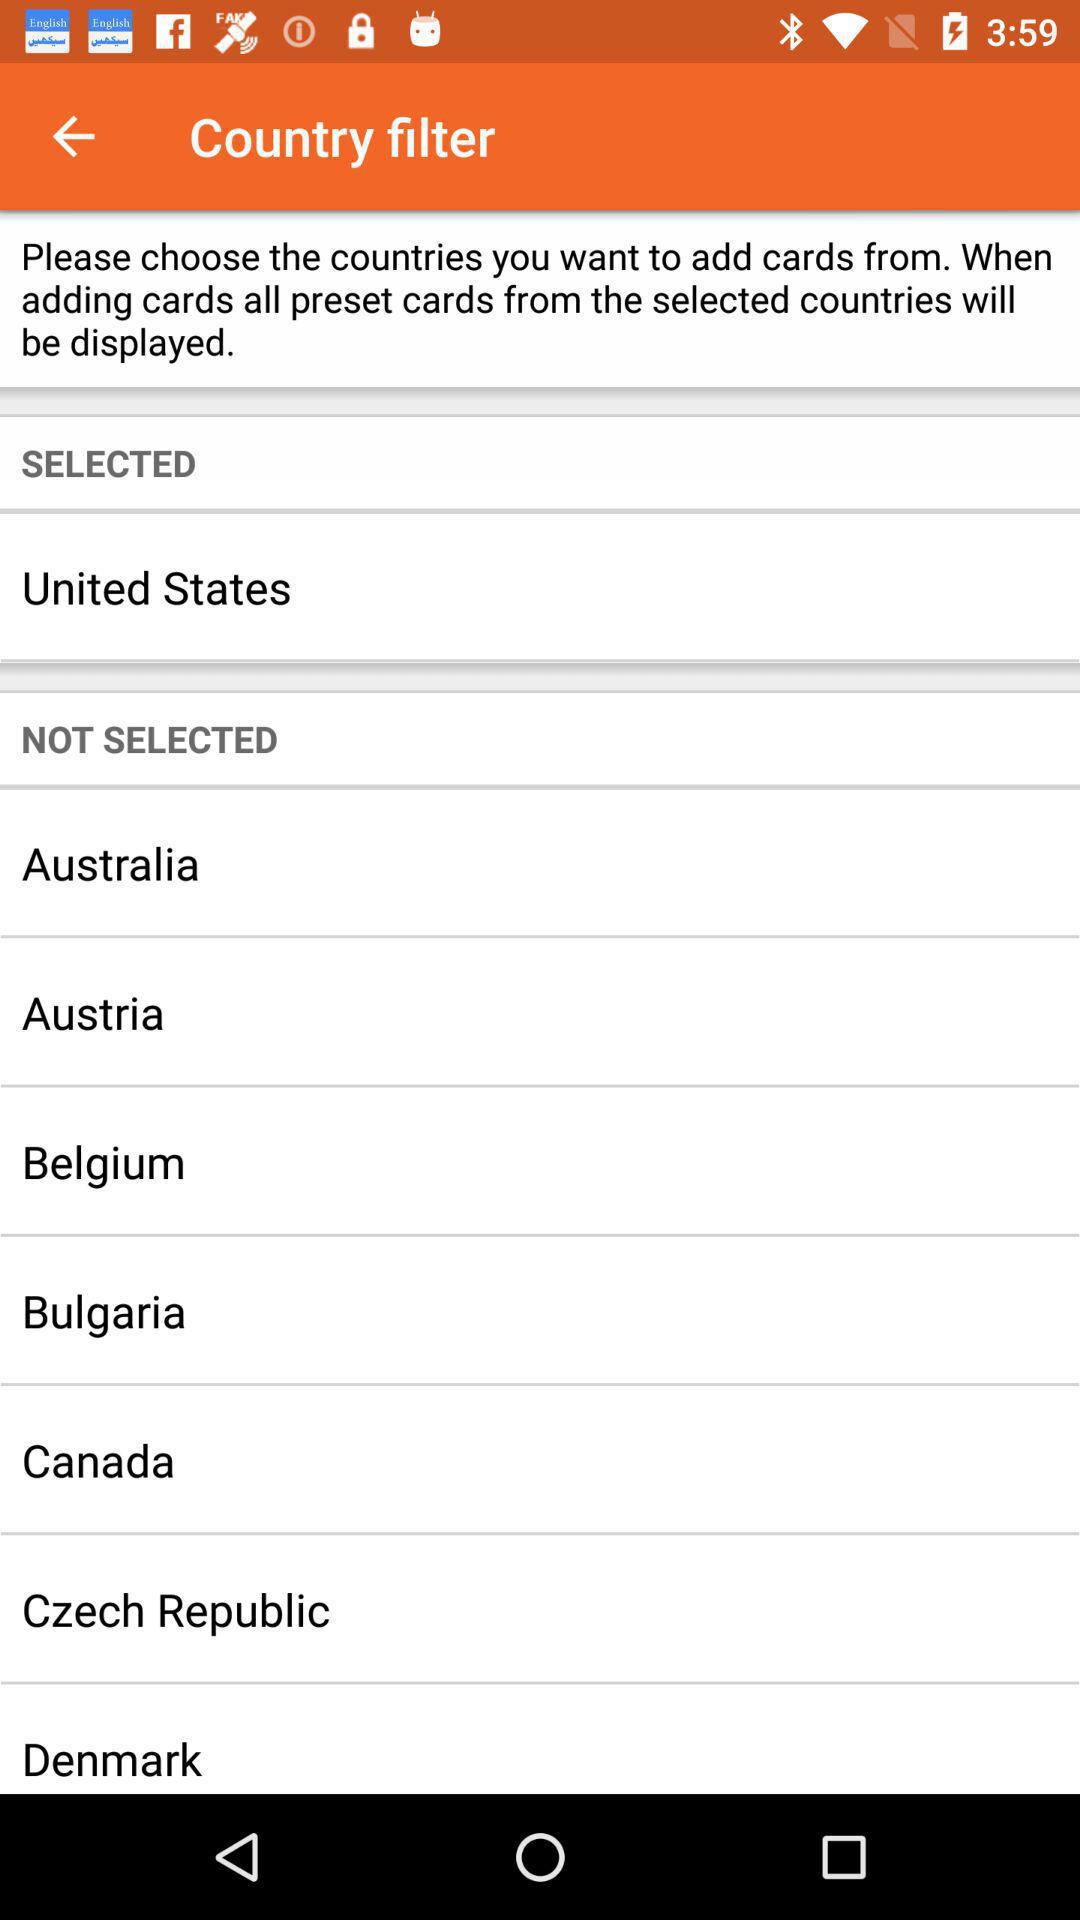 English English FAKE 3:59
سیکھیں سیکھیں
Country filter
Please choose the countries you want to add cards from. When
adding cards all preset cards from the selected countries will
be displayed.
SELECTED
United States
NOT SELECTED
Australia
Austria
Belgium
Bulgaria
Canada
Czech Republic
Denmark